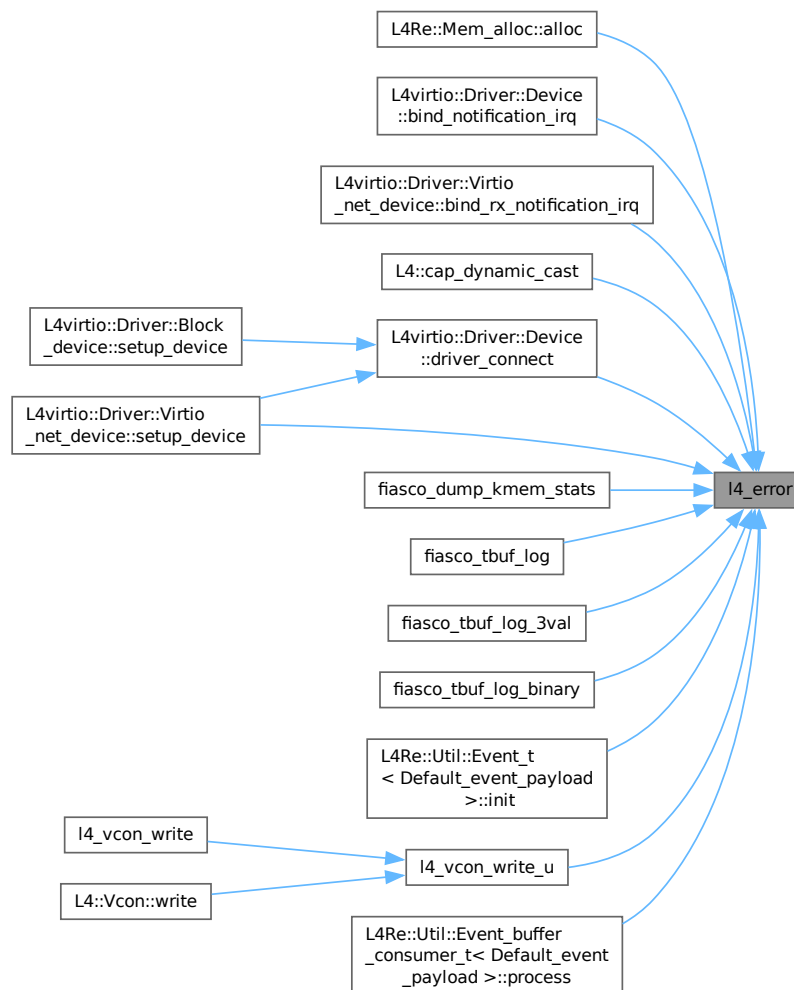 L4Re::Mem_alloc::alloc
L4virtio::Driver::Device
::bind_notification_irq
L4virtio::Driver::Virtio
_net_device::bind_rx_notification_irq
L4::cap_dynamic_cast
L4virtio::Driver::Block
_device::setup_device
L4virtio::Driver::Device
::driver_connect
L4virtio::Driver::Virtio
_net_device::setup_device
l4_error
fiasco_dump_kmem_stats
fiasco_tbuf_log
fiasco_tbuf_log_3val
fiasco_tbuf_log_binary
L4Re::Util::Event_t
< Default_event_payload
>::init
l4_vcon_write
l4_vcon_write_u
L4::Vcon::write
L4Re::Util::Event_buffer
_consumer_t< Default_event
_payload >::process